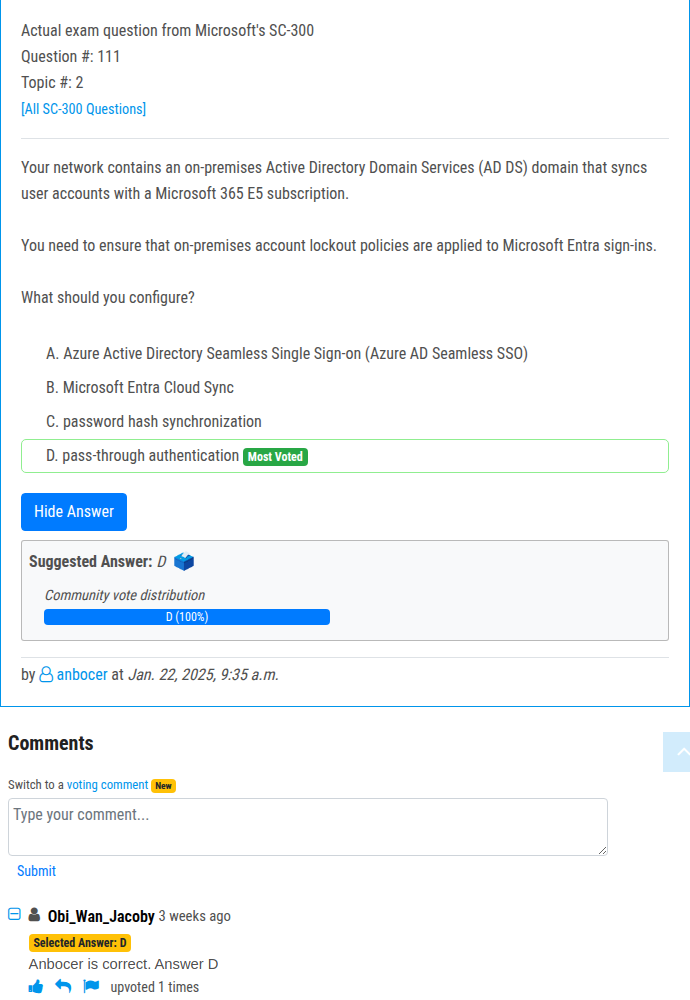 Actual exam question from Microsoft's SC-300
Question #: 111
Topic #: 2
[All SC-300 Questions]
Your network contains an on-premises Active Directory Domain Services (AD DS) domain that syncs
user accounts with a Microsoft 365 E5 subscription.
You need to ensure that on-premises account lockout policies are applied to Microsoft Entra sign-ins.
What should you configure?
A. Azure Active Directory Seamless Single Sign-on (Azure AD Seamless SSO)
B. Microsoft Entra Cloud Sync
C. password hash synchronization
D. pass-through authentication Most Voted
Hide Answer
Suggested Answer: D
Community vote distribution
D (100%)
by anbocer at Jan. 22, 2025, 9:35 a.m.
Comments
Switch to a voting comment New
Type your comment...
Submit
Obi_Wan_Jacoby 3 weeks ago
Selected Answer: D
Anbocer is correct. Answer D
upvoted 1 times